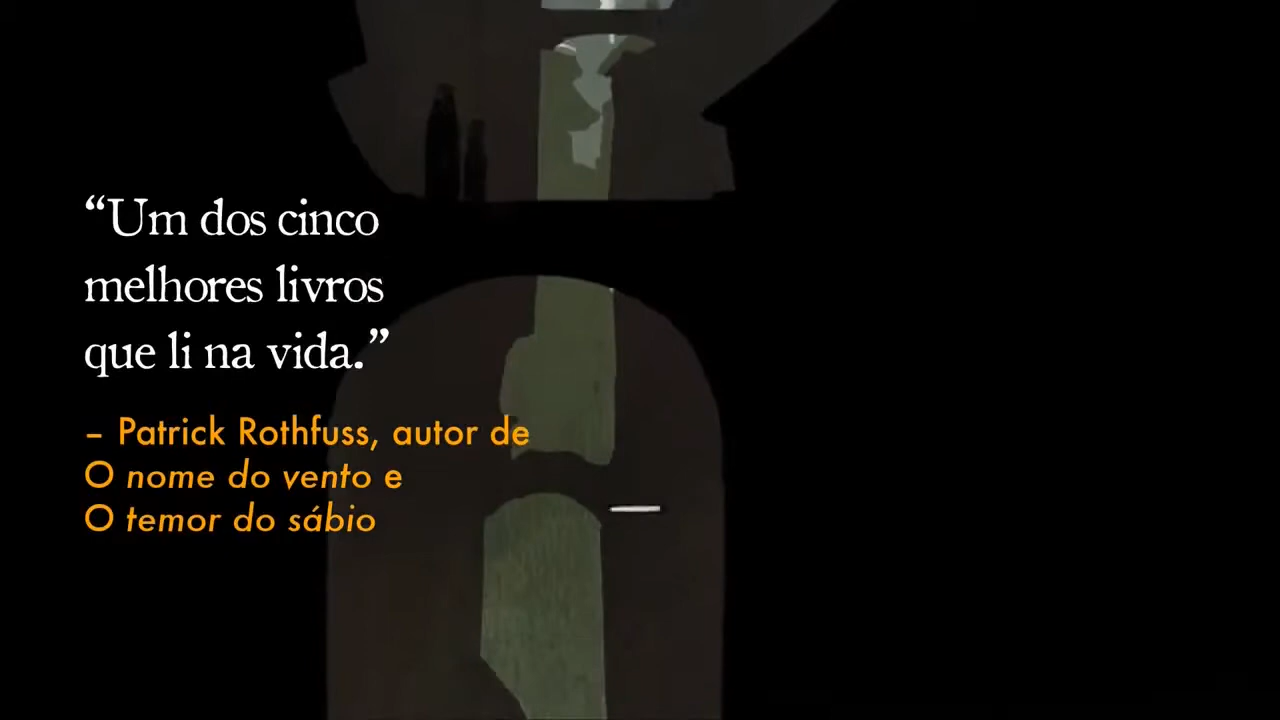 “Um dos cinco
melhores livros
que li na vida.”
– Patrick Rothfuss, autor de
O nome do vento e
O temor do sábio